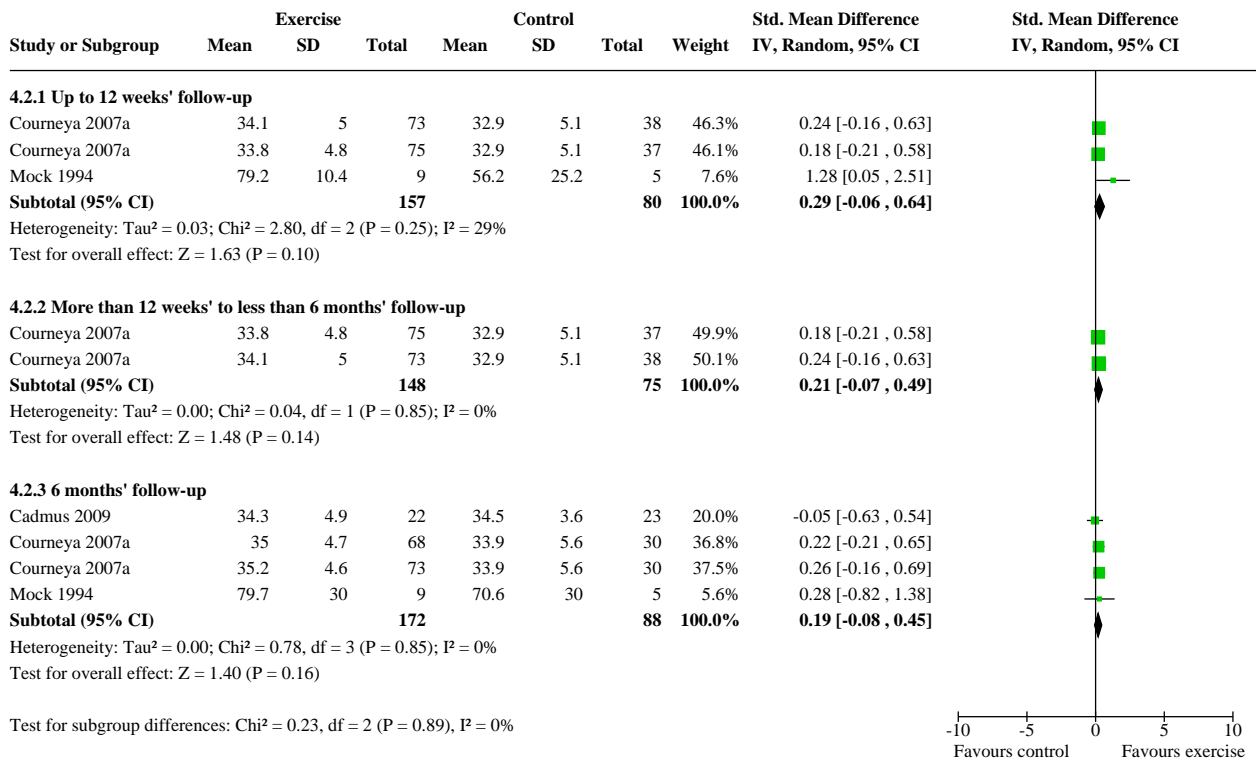 Exercise Control Std. Mean Difference Std. Mean Difference
Study or Subgroup Mean SD Total Mean SD Total Weight IV, Random, 95% CI IV, Random, 95% CI
4.2.1 Up to 12 weeks' follow-up
Courneya 2007a 34.1 5 73 32.9 5.1 38 46.3% 0.24 [-0.16 , 0.63]
Courneya 2007a 33.8 4.8 75 32.9 5.1 37 46.1% 0.18 [-0.21 , 0.58]
Mock 1994 79.2 10.4 9 56.2 25.2 5 7.6% 1.28 [0.05 , 2.51]
Subtotal (95% CI) 157 80 100.0% 0.29 [-0.06 , 0.64]
Heterogeneity: Tau² = 0.03; Chi² = 2.80, df = 2 (P = 0.25); I² = 29%
Test for overall effect: Z = 1.63 (P = 0.10)
4.2.2 More than 12 weeks' to less than 6 months' follow-up
Courneya 2007a 33.8 4.8 75 32.9 5.1 37 49.9% 0.18 [-0.21 , 0.58]
Courneya 2007a 34.1 5 73 32.9 5.1 38 50.1% 0.24 [-0.16 , 0.63]
Subtotal (95% CI) 148 75 100.0% 0.21 [-0.07 , 0.49]
Heterogeneity: Tau² = 0.00; Chi² = 0.04, df = 1 (P = 0.85); I² = 0%
Test for overall effect: Z = 1.48 (P = 0.14)
4.2.3 6 months' follow-up
Cadmus 2009 34.3 4.9 22 34.5 3.6 23 20.0% -0.05 [-0.63 , 0.54]
Courneya 2007a 35 4.7 68 33.9 5.6 30 36.8% 0.22 [-0.21 , 0.65]
Courneya 2007a 35.2 4.6 73 33.9 5.6 30 37.5% 0.26 [-0.16 , 0.69]
Mock 1994 79.7 30 9 70.6 30 5 5.6% 0.28 [-0.82 , 1.38]
Subtotal (95% CI) 172 88 100.0% 0.19 [-0.08 , 0.45]
Heterogeneity: Tau² = 0.00; Chi² = 0.78, df = 3 (P = 0.85); I² = 0%
Test for overall effect: Z = 1.40 (P = 0.16)
Test for subgroup differences: Chi² = 0.23, df = 2 (P = 0.89), I² = 0%
-10 -5 0 5 10
Favours control Favours exercise